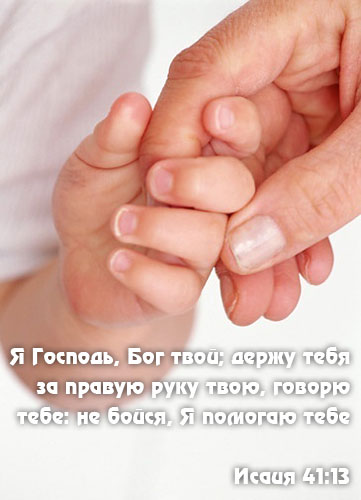 Я Господь, Бог твой; держу тебя
за правую руку твою, говорю
тебе: не бойся, Я помогаю тебе
Исаия 41:13